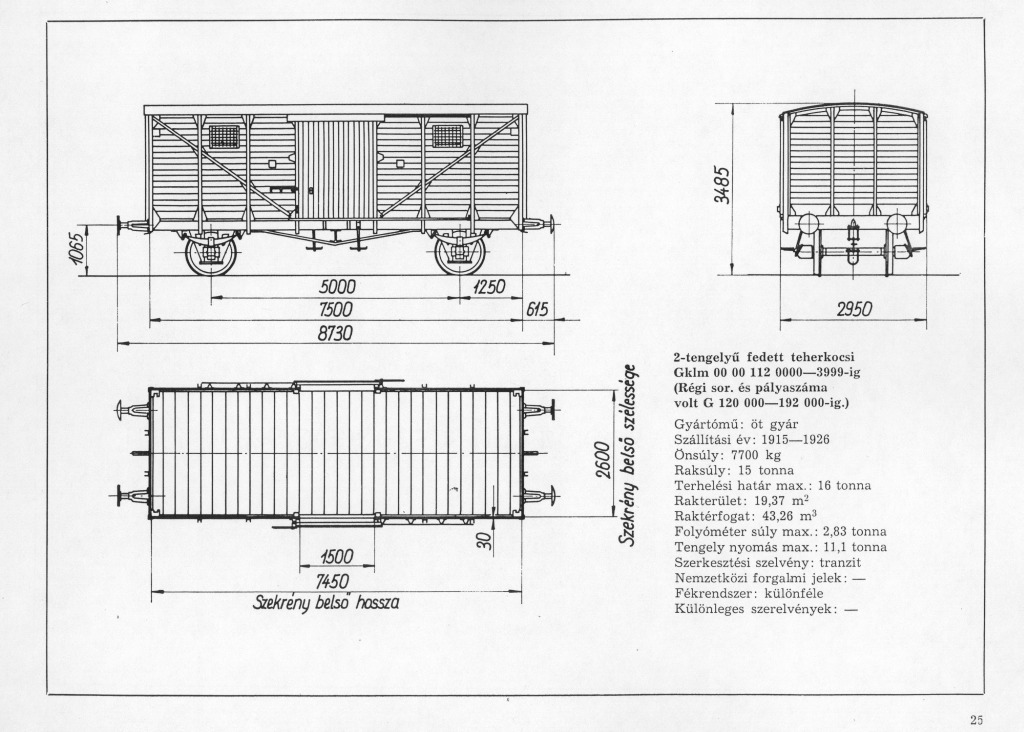 3485
1065
5000
1250
7500
615
8730
2950
2-tengelyű fedett teherkocsi
Gklm 00 00 112 0000—3999-ig
(Régi sor. és pályaszáma
volt G 120 000—192 000-ig.)
Gyártómű: öt gyár
Szállítási év: 1915—1926
Önsúly: 7700 kg
Raksúly: 15 tonna
Terhelési határ max.: 16 tonna
Rakterület: 19,37 m²
Raktérfogat: 43,26 m³
Folyóméter súly max.: 2,83 tonna
Tengely nyomás max.: 11,1 tonna
Szerkesztési szelvény: tranzit
Nemzetközi forgalmi jelek: —
Fékrendszer: különféle
Különleges szerelvények: —
2600
Szekrény belső szélessége
30
1500
7450
Szekrény belső hossza
25